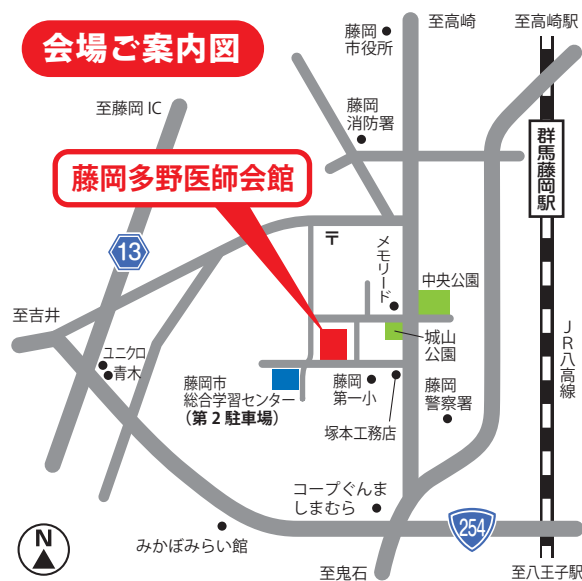 会場ご案内図
至高崎
至高崎駅
藤岡
市役所
至藤岡 IC
藤岡
消防署
群馬藤岡駅
藤岡多野医師会館
13
〒
メモリード
中央公園
至吉井
城山
公園
JR八高線
ユニクロ
青木
藤岡市
総合学習センター
(第 2 駐車場)
藤岡
第一小
藤岡
警察署
塚本工務店
コープぐんま
しまむら
254
みかぼみらい館
N
至鬼石
至八王子駅